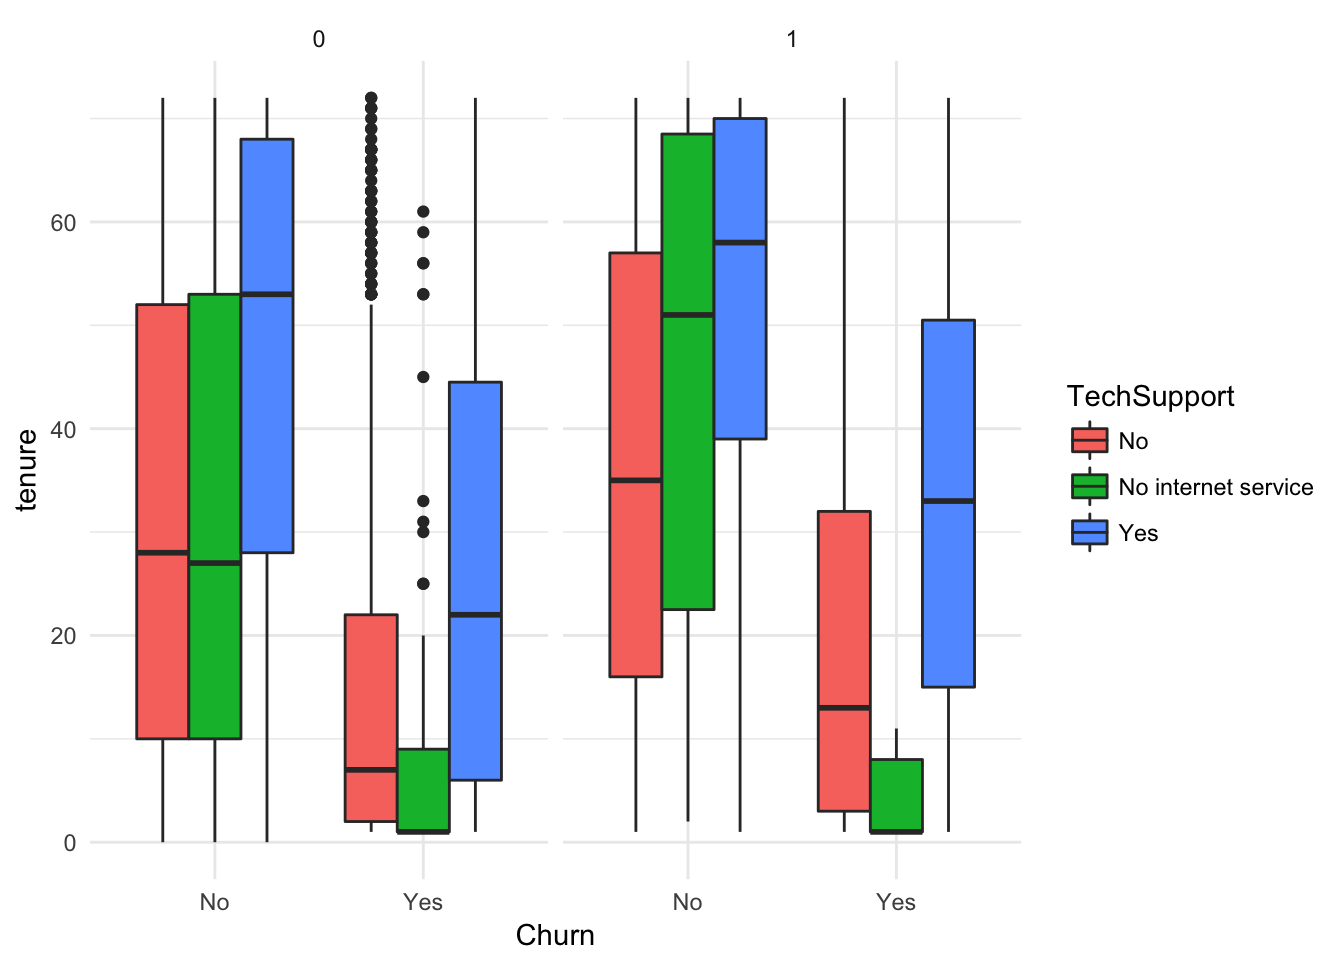 0 1
tenure
60
40
20
0
No Yes No Yes
Churn
TechSupport
No
No internet service
Yes